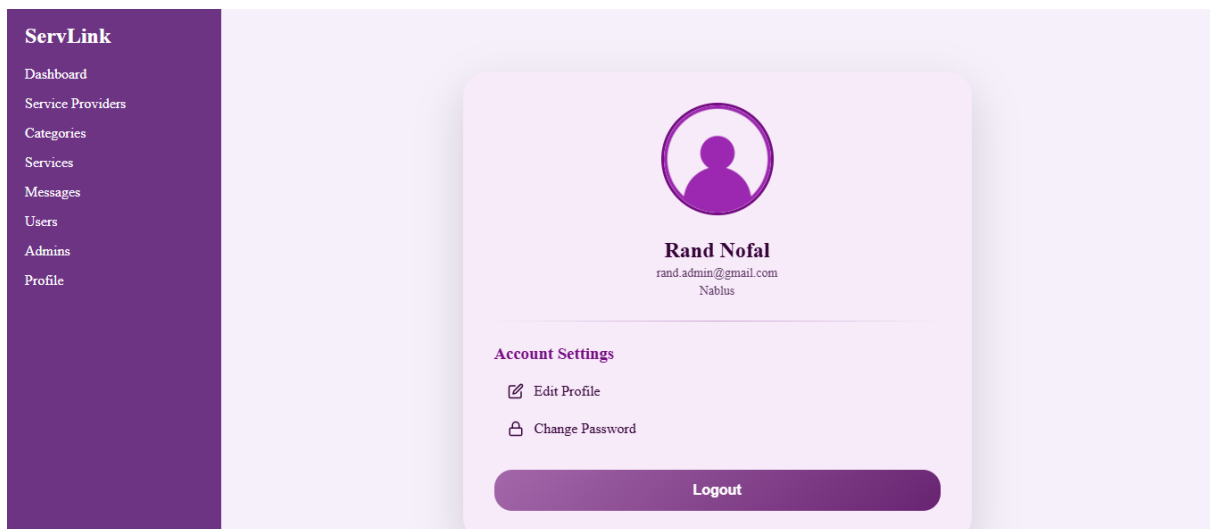 ServLink
Dashboard
Service Providers
Categories
Services
Messages
Users
Admins
Profile
Rand Nofal
rand.admin@gmail.com
Nablus
Account Settings
Edit Profile
Change Password
Logout